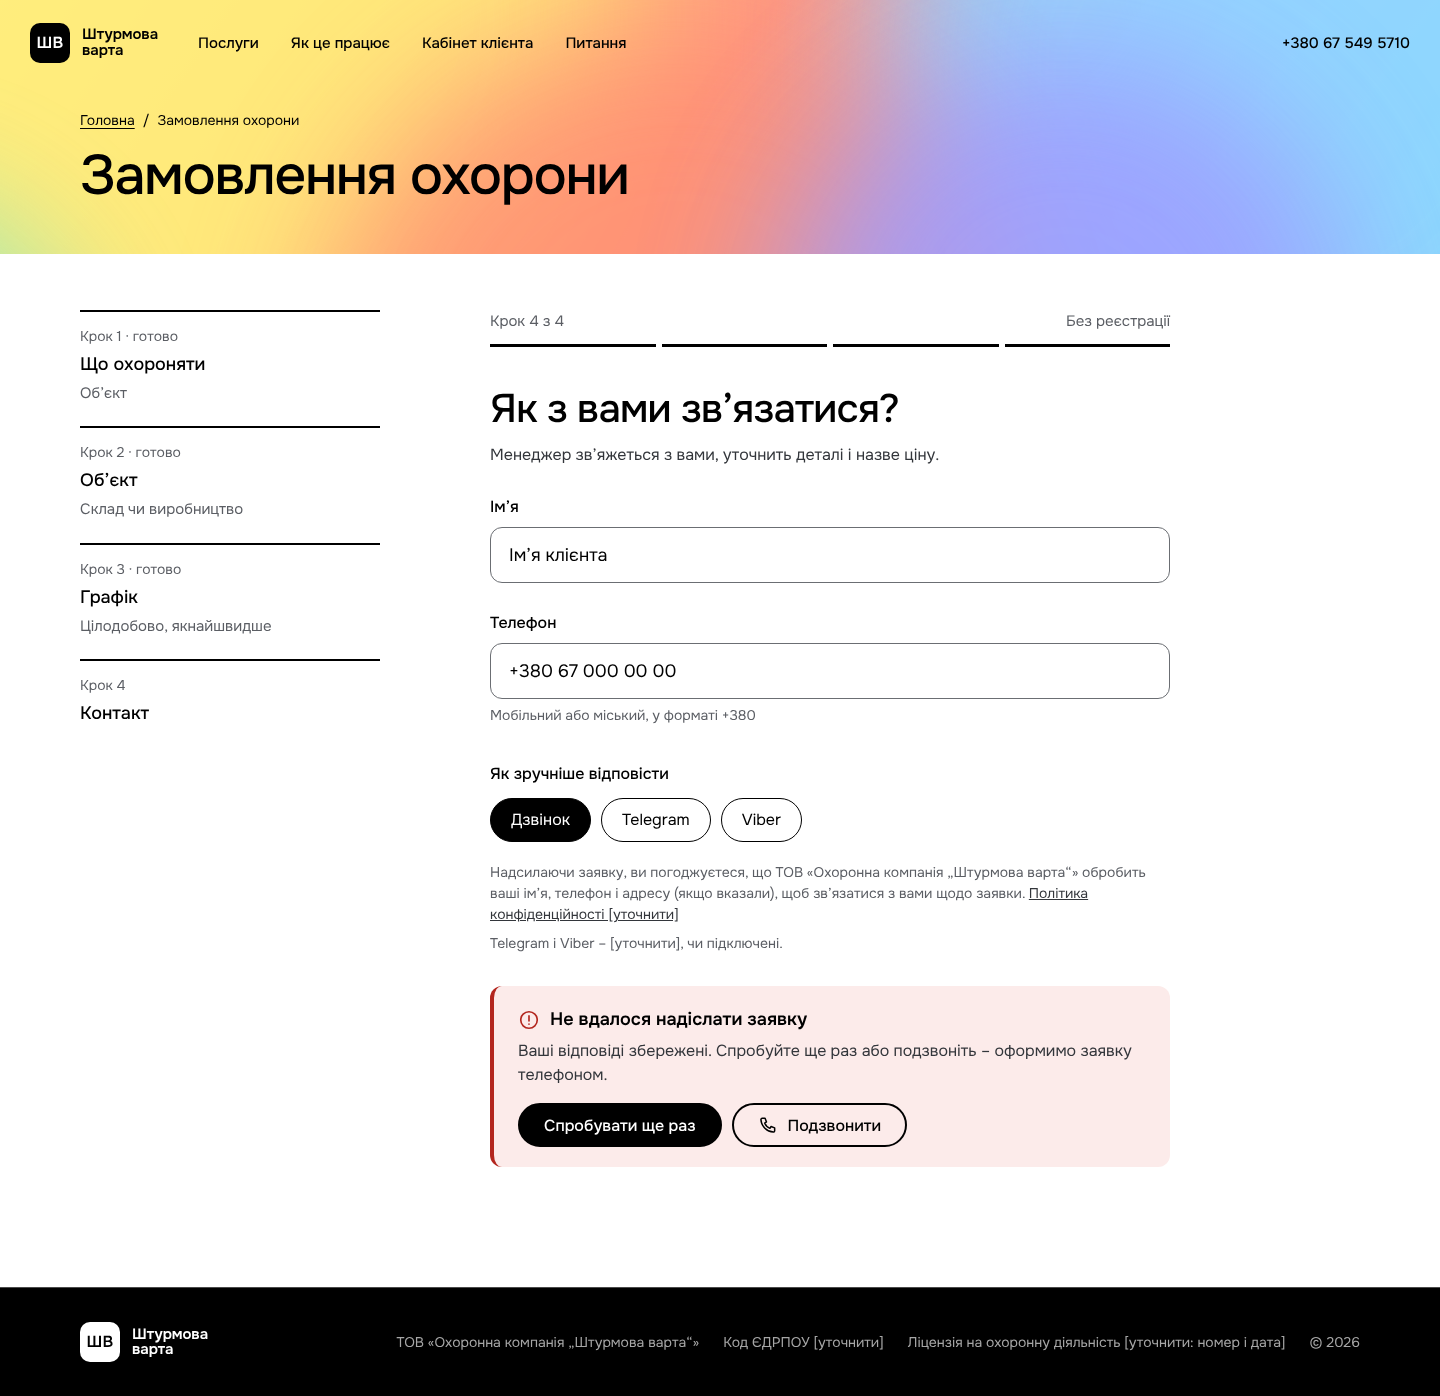 ШВ
Штурмова
варта
Послуги
Як це працює
Кабінет клієнта
Питання
+380 67 549 5710
Головна / Замовлення охорони
Замовлення охорони
Крок 1 · готово
Що охороняти
Об’єкт
Крок 2 · готово
Об’єкт
Склад чи виробництво
Крок 3 · готово
Графік
Цілодобово, якнайшвидше
Крок 4
Контакт
Крок 4 з 4
Без реєстрації
Як з вами зв’язатися?
Менеджер зв’яжеться з вами, уточнить деталі і назве ціну.
Ім’я
Ім’я клієнта
Телефон
+380 67 000 00 00
Мобільний або міський, у форматі +380
Як зручніше відповісти
Дзвінок
Telegram
Viber
Надсилаючи заявку, ви погоджуєтеся, що ТОВ «Охоронна компанія „Штурмова варта“» обробить
ваші ім’я, телефон і адресу (якщо вказали), щоб зв’язатися з вами щодо заявки. Політика
конфіденційності [уточнити]
Telegram і Viber – [уточнити], чи підключені.
Не вдалося надіслати заявку
Ваші відповіді збережені. Спробуйте ще раз або подзвоніть – оформимо заявку
телефоном.
Спробувати ще раз
Подзвонити
ШВ
Штурмова
варта
ТОВ «Охоронна компанія „Штурмова варта“»
Код ЄДРПОУ [уточнити]
Ліцензія на охоронну діяльність [уточнити: номер і дата]
© 2026